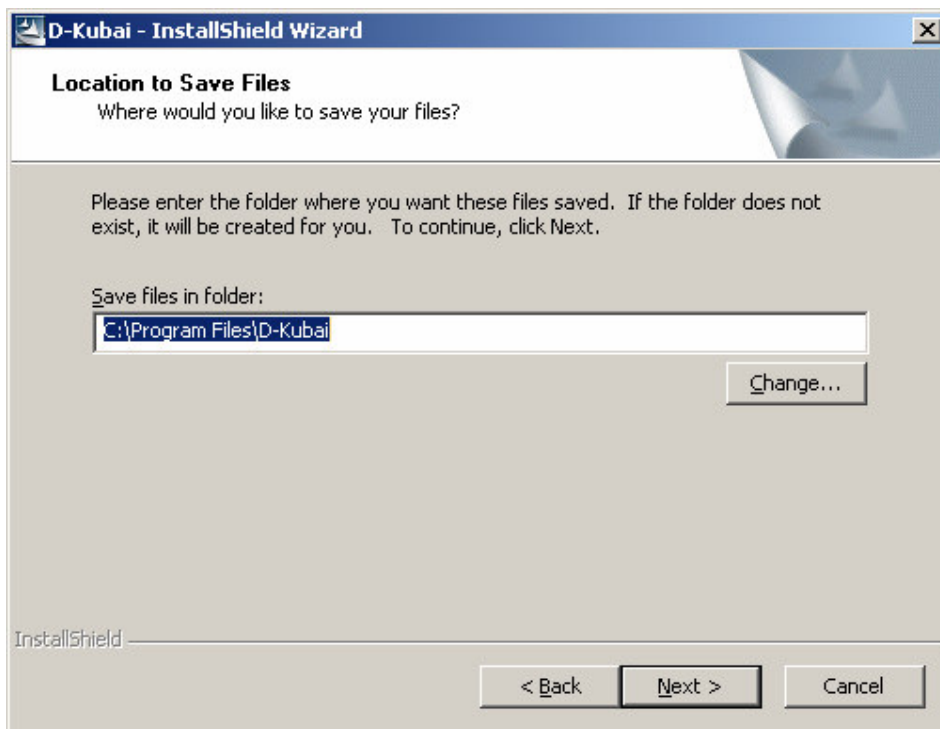 D-Kubai - InstallShield Wizard
Location to Save Files
Where would you like to save your files?
Please enter the folder where you want these files saved.  If the folder does not
exist, it will be created for you.   To continue, click Next.
Save files in folder:
C:\Program Files\D-Kubai
Change...
InstallShield
< Back
Next >
Cancel